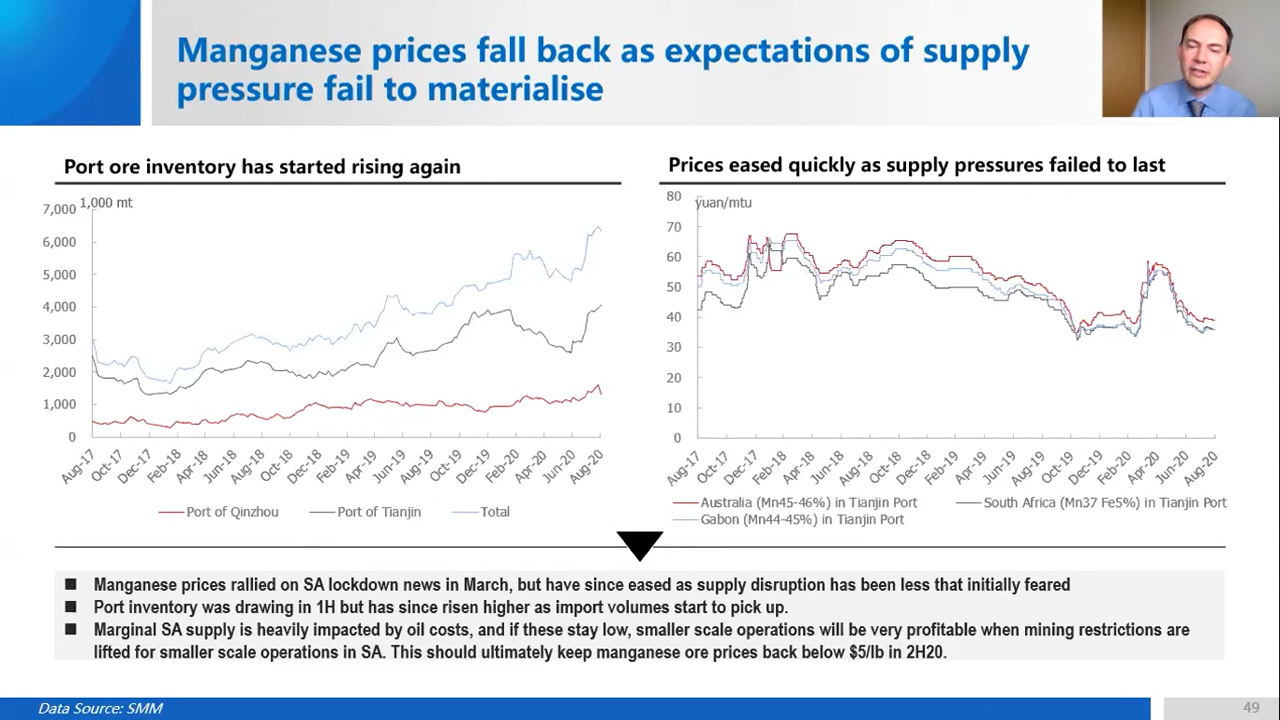 Manganese prices fall back as expectations of supply
pressure fail to materialise
Port ore inventory has started rising again
1,000 mt
7,000
6,000
5,000
4,000
3,000
2,000
1,000
0
Aug-17
Oct-17
Dec-17
Feb-18
Apr-18
Jun-18
Aug-18
Oct-18
Dec-18
Feb-19
Apr-19
Jun-19
Aug-19
Oct-19
Dec-19
Feb-20
Apr-20
Jun-20
Aug-20
Port of Qinzhou
Port of Tianjin
Total
Prices eased quickly as supply pressures failed to last
yuan/mtu
80
70
60
50
40
30
20
10
0
Aug-17
Oct-17
Dec-17
Feb-18
Apr-18
Jun-18
Aug-18
Oct-18
Dec-18
Feb-19
Apr-19
Jun-19
Aug-19
Oct-19
Dec-19
Feb-20
Apr-20
Jun-20
Aug-20
Australia (Mn45-46%) in Tianjin Port
South Africa (Mn37 Fe5%) in Tianjin Port
Gabon (Mn44-45%) in Tianjin Port
■ Manganese prices rallied on SA lockdown news in March, but have since eased as supply disruption has been less that initially feared
■ Port inventory was drawing in 1H but has since risen higher as import volumes start to pick up.
■ Marginal SA supply is heavily impacted by oil costs, and if these stay low, smaller scale operations will be very profitable when mining restrictions are
lifted for smaller scale operations in SA. This should ultimately keep manganese ore prices back below $5/lb in 2H20.
Data Source: SMM
49